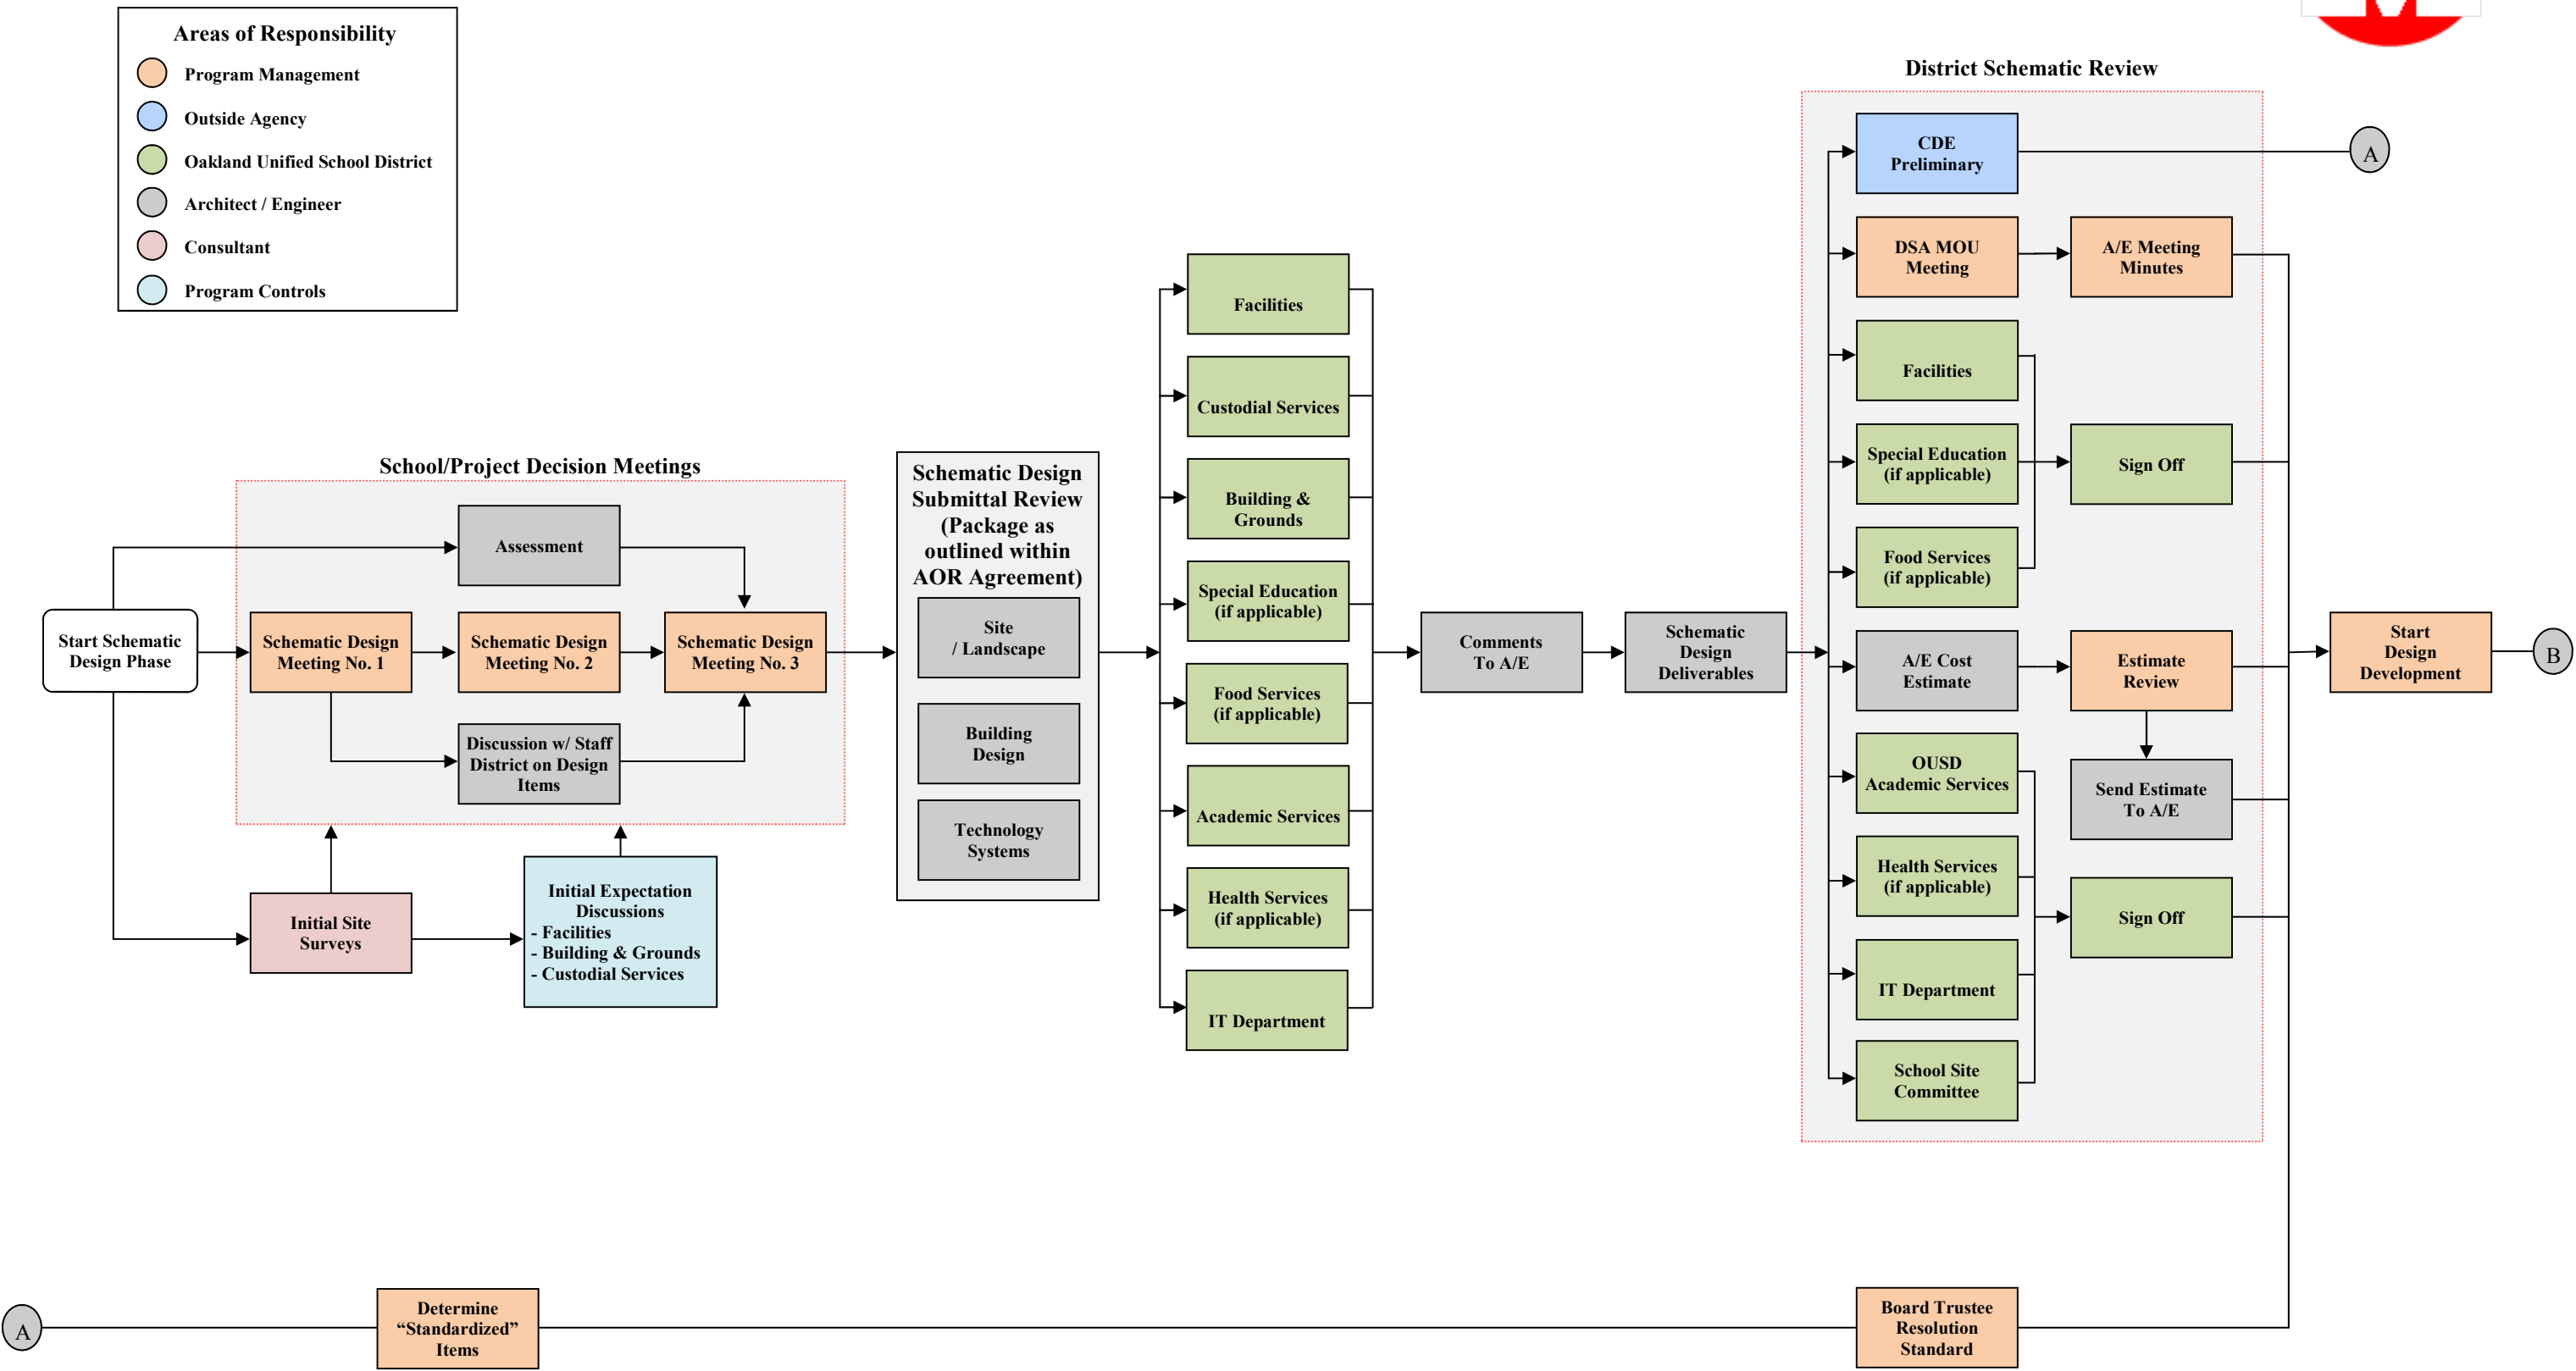 Areas of Responsibility
Program Management
Outside Agency
Oakland Unified School District
Architect / Engineer
Consultant
Program Controls
School/Project Decision Meetings
Start Schematic
Design Phase
Assessment
Schematic Design
Meeting No. 1
Schematic Design
Meeting No. 2
Schematic Design
Meeting No. 3
Discussion w/ Staff
District on Design
Items
Initial Site
Surveys
Initial Expectation
Discussions
- Facilities
- Building & Grounds
- Custodial Services
Schematic Design
Submittal Review
(Package as
outlined within
AOR Agreement)
Site
/ Landscape
Building
Design
Technology
Systems
Facilities
Custodial Services
Building &
Grounds
Special Education
(if applicable)
Food Services
(if applicable)
Academic Services
Health Services
(if applicable)
IT Department
Comments
To A/E
Schematic
Design
Deliverables
District Schematic Review
CDE
Preliminary
A
DSA MOU
Meeting
A/E Meeting
Minutes
Facilities
Special Education
(if applicable)
Sign Off
Food Services
(if applicable)
A/E Cost
Estimate
Estimate
Review
OUSD
Academic Services
Send Estimate
To A/E
Health Services
(if applicable)
Sign Off
IT Department
School Site
Committee
Start
Design
Development
B
A
Determine
“Standardized”
Items
Board Trustee
Resolution
Standard